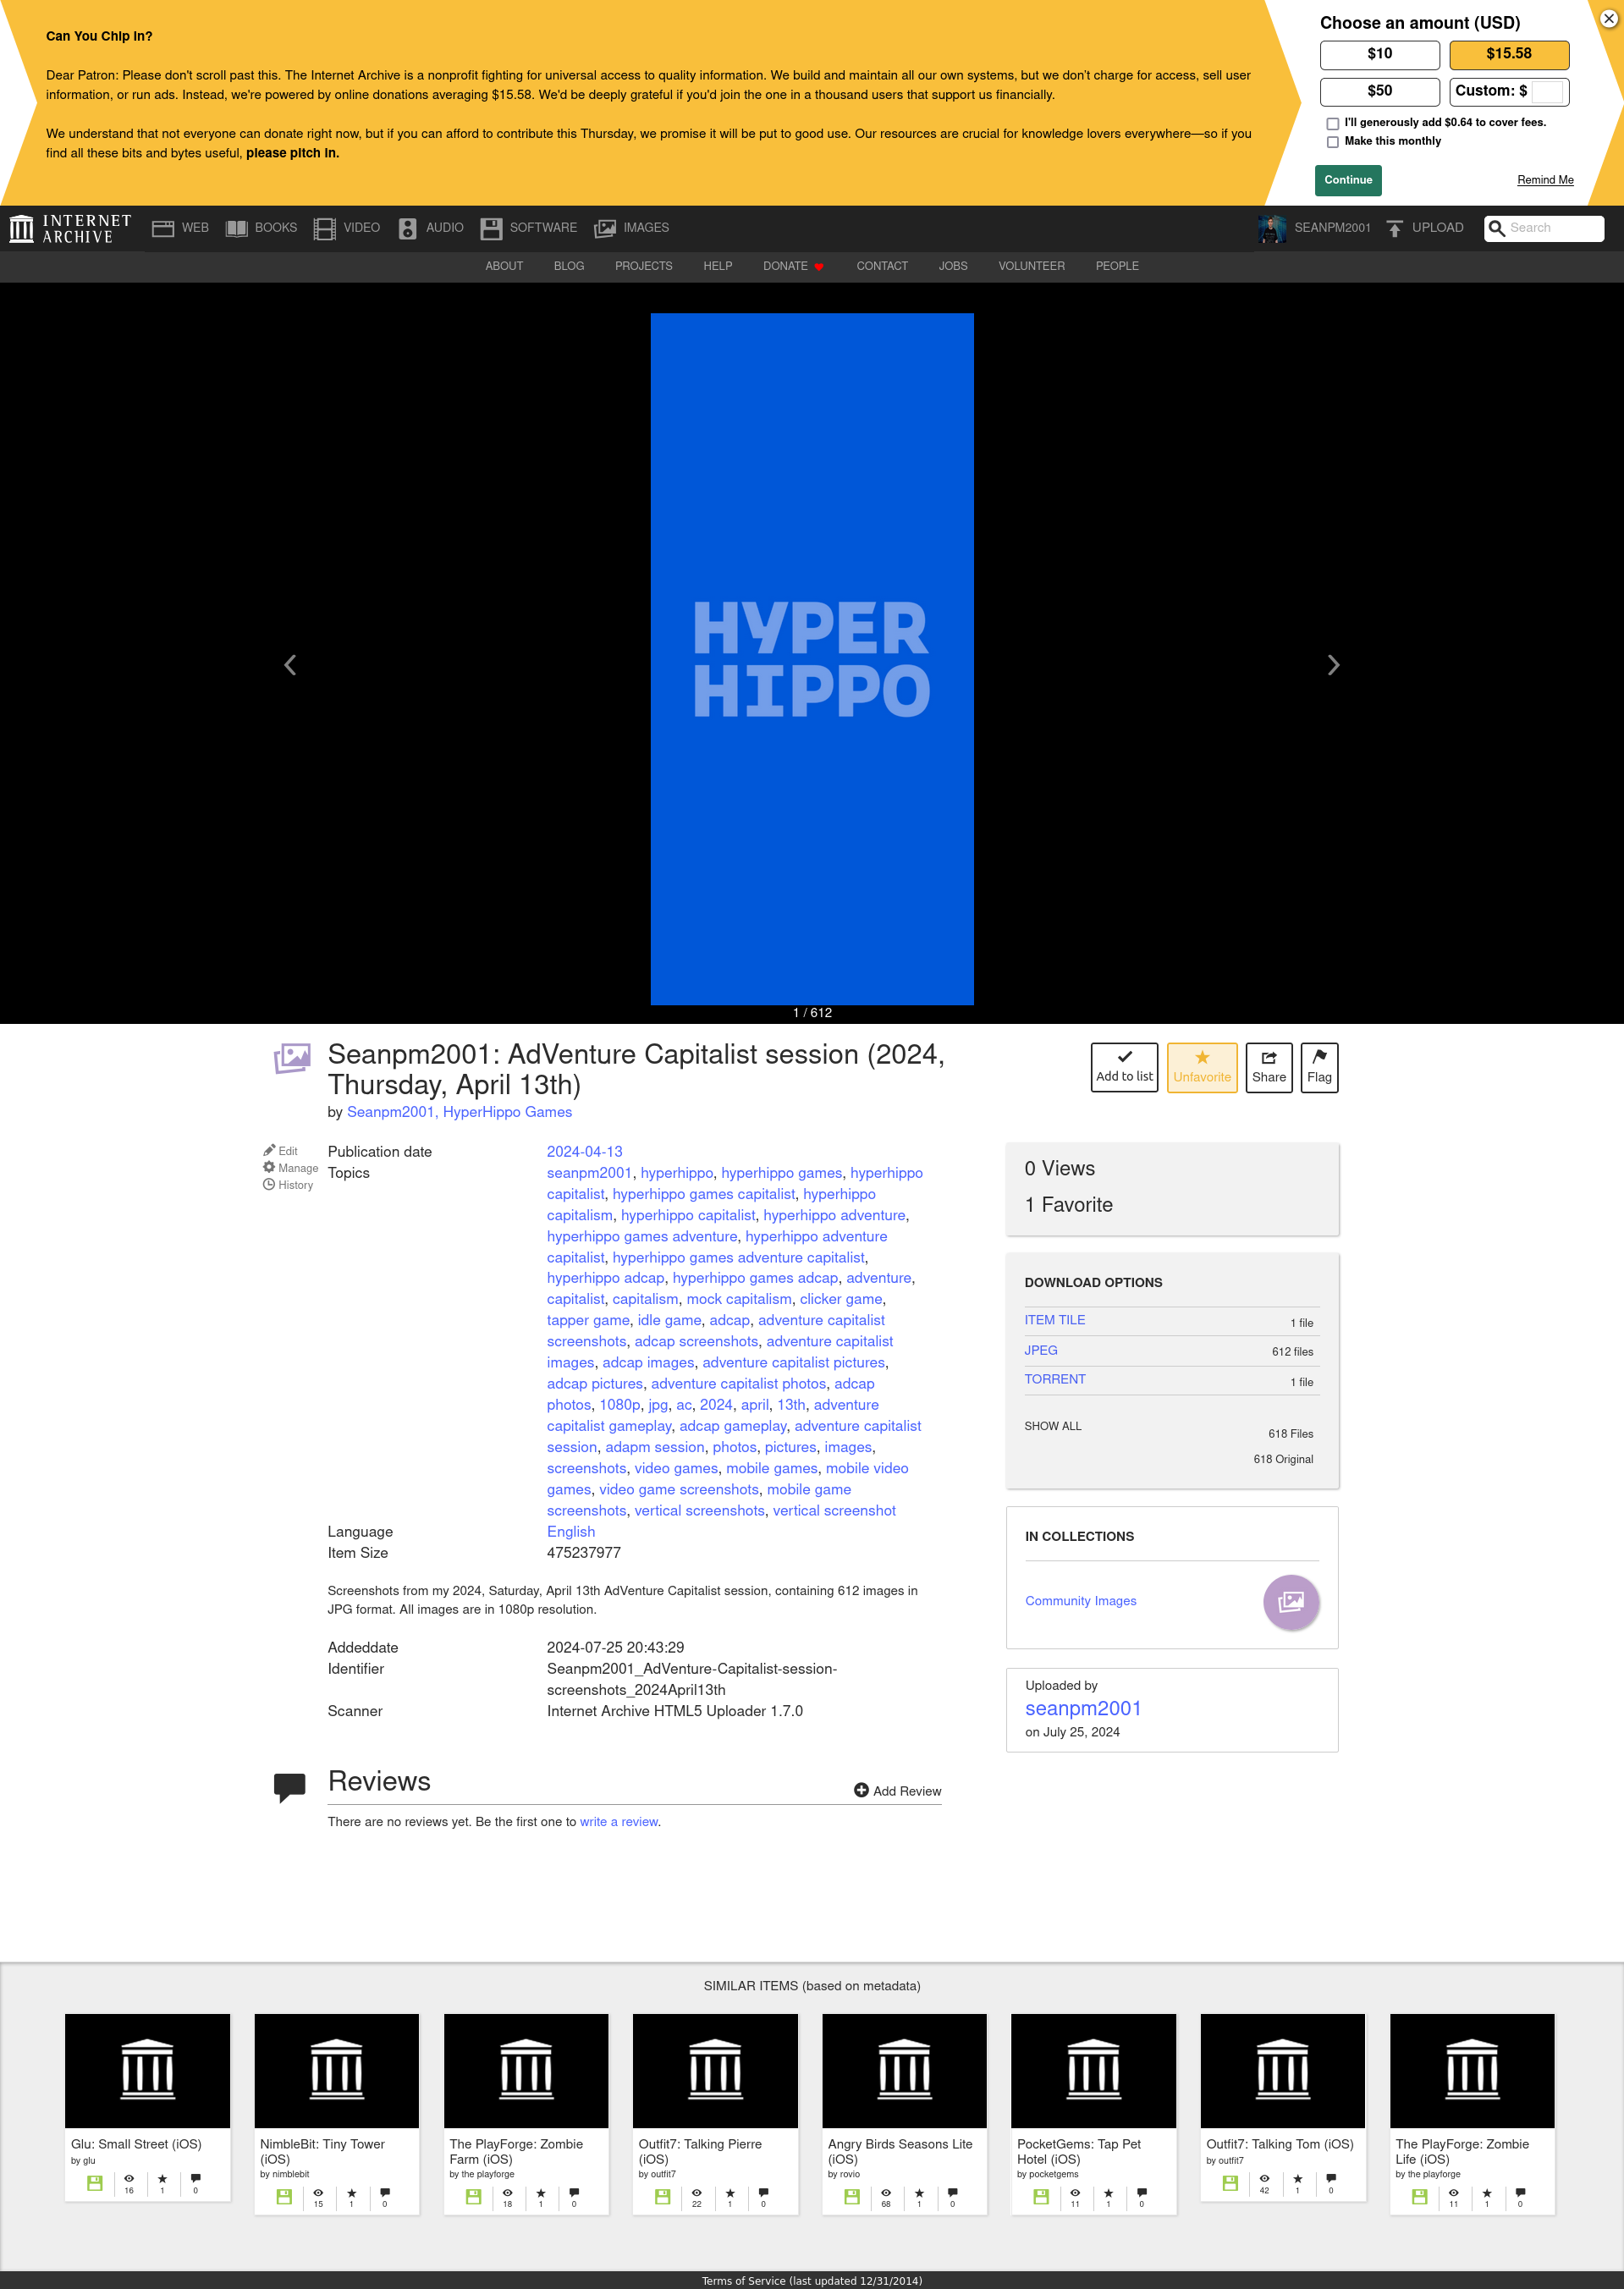 Can You Chip In?
Dear Patron: Please don't scroll past this. The Internet Archive is a nonprofit fighting for universal access to quality information. We build and maintain all our own systems, but we don't charge for access, sell user
information, or run ads. Instead, we're powered by online donations averaging $15.58. We'd be deeply grateful if you'd join the one in a thousand users that support us financially.
We understand that not everyone can donate right now, but if you can afford to contribute this Thursday, we promise it will be put to good use. Our resources are crucial for knowledge lovers everywhere—so if you
find all these bits and bytes useful, please pitch in.
Choose an amount (USD)
$10
$15.58
$50
Custom: $
I'll generously add $0.64 to cover fees.
Make this monthly
Continue
Remind Me
INTERNET
ARCHIVE
WEB
BOOKS
VIDEO
AUDIO
SOFTWARE
IMAGES
SEANPM2001
UPLOAD
Search
ABOUT
BLOG
PROJECTS
HELP
DONATE
CONTACT
JOBS
VOLUNTEER
PEOPLE
HYPER
HIPPO
1 / 612
Seanpm2001: AdVenture Capitalist session (2024,
Thursday, April 13th)
by Seanpm2001, HyperHippo Games
Add to list
Unfavorite
Share
Flag
Edit
Manage
History
Publication date 2024-04-13
Topics seanpm2001, hyperhippo, hyperhippo games, hyperhippo
capitalist, hyperhippo games capitalist, hyperhippo
capitalism, hyperhippo capitalist, hyperhippo adventure,
hyperhippo games adventure, hyperhippo adventure
capitalist, hyperhippo games adventure capitalist,
hyperhippo adcap, hyperhippo games adcap, adventure,
capitalist, capitalism, mock capitalism, clicker game,
tapper game, idle game, adcap, adventure capitalist
screenshots, adcap screenshots, adventure capitalist
images, adcap images, adventure capitalist pictures,
adcap pictures, adventure capitalist photos, adcap
photos, 1080p, jpg, ac, 2024, april, 13th, adventure
capitalist gameplay, adcap gameplay, adventure capitalist
session, adapm session, photos, pictures, images,
screenshots, video games, mobile games, mobile video
games, video game screenshots, mobile game
screenshots, vertical screenshots, vertical screenshot
Language English
Item Size 475237977
Screenshots from my 2024, Saturday, April 13th AdVenture Capitalist session, containing 612 images in
JPG format. All images are in 1080p resolution.
Addeddate 2024-07-25 20:43:29
Identifier Seanpm2001_AdVenture-Capitalist-session-
screenshots_2024April13th
Scanner Internet Archive HTML5 Uploader 1.7.0
0 Views
1 Favorite
DOWNLOAD OPTIONS
ITEM TILE 1 file
JPEG 612 files
TORRENT 1 file
SHOW ALL 618 Files
618 Original
IN COLLECTIONS
Community Images
Uploaded by
seanpm2001
on July 25, 2024
Reviews
Add Review
There are no reviews yet. Be the first one to write a review.
SIMILAR ITEMS (based on metadata)
Glu: Small Street (iOS)
by glu
16 1 0
NimbleBit: Tiny Tower
(iOS)
by nimblebit
15 1 0
The PlayForge: Zombie
Farm (iOS)
by the playforge
18 1 0
Outfit7: Talking Pierre
(iOS)
by outfit7
22 1 0
Angry Birds Seasons Lite
(iOS)
by rovio
68 1 0
PocketGems: Tap Pet
Hotel (iOS)
by pocketgems
11 1 0
Outfit7: Talking Tom (iOS)
by outfit7
42 1 0
The PlayForge: Zombie
Life (iOS)
by the playforge
11 1 0
Terms of Service (last updated 12/31/2014)